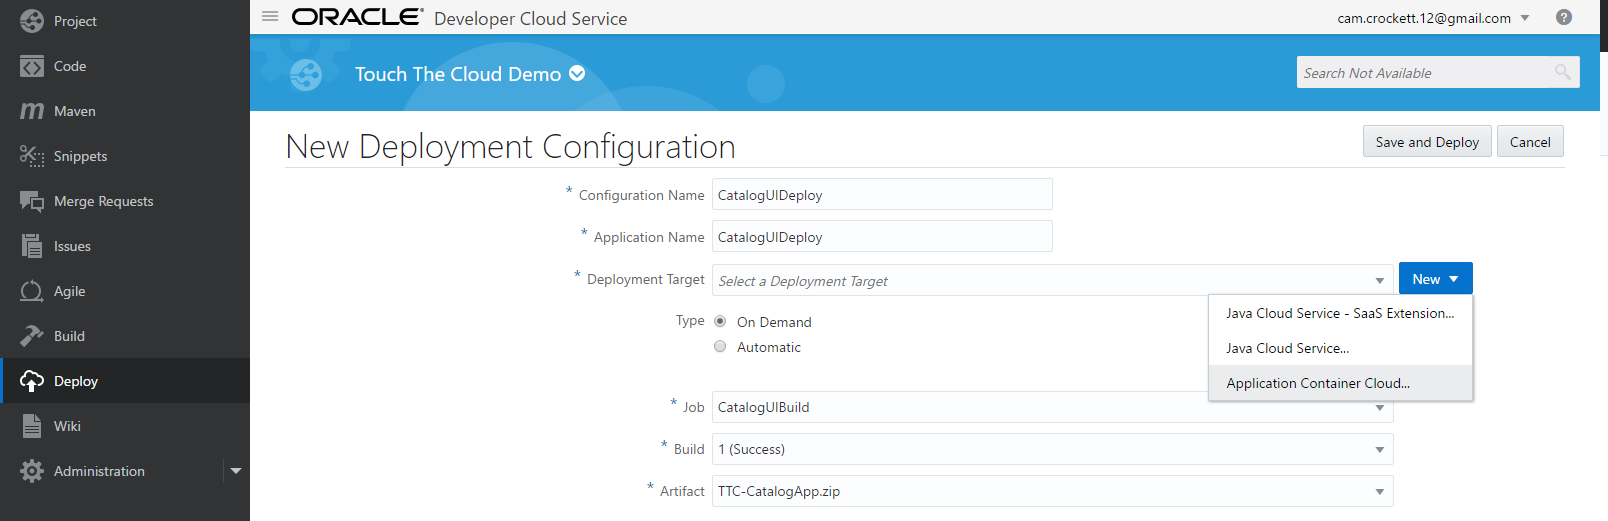 Project
Code
Maven
Snippets
Merge Requests
Issues
Agile
Build
Deploy
Wiki
Administration
ORACLE® Developer Cloud Service
cam.crockett.12@gmail.com
?
Touch The Cloud Demo
Search Not Available
New Deployment Configuration
Save and Deploy
Cancel
* Configuration Name CatalogUIDeploy
* Application Name CatalogUIDeploy
* Deployment Target Select a Deployment Target New
Java Cloud Service - SaaS Extension...
Java Cloud Service...
Application Container Cloud...
Type On Demand
Automatic
* Job CatalogUIBuild
* Build 1 (Success)
* Artifact TTC-CatalogApp.zip